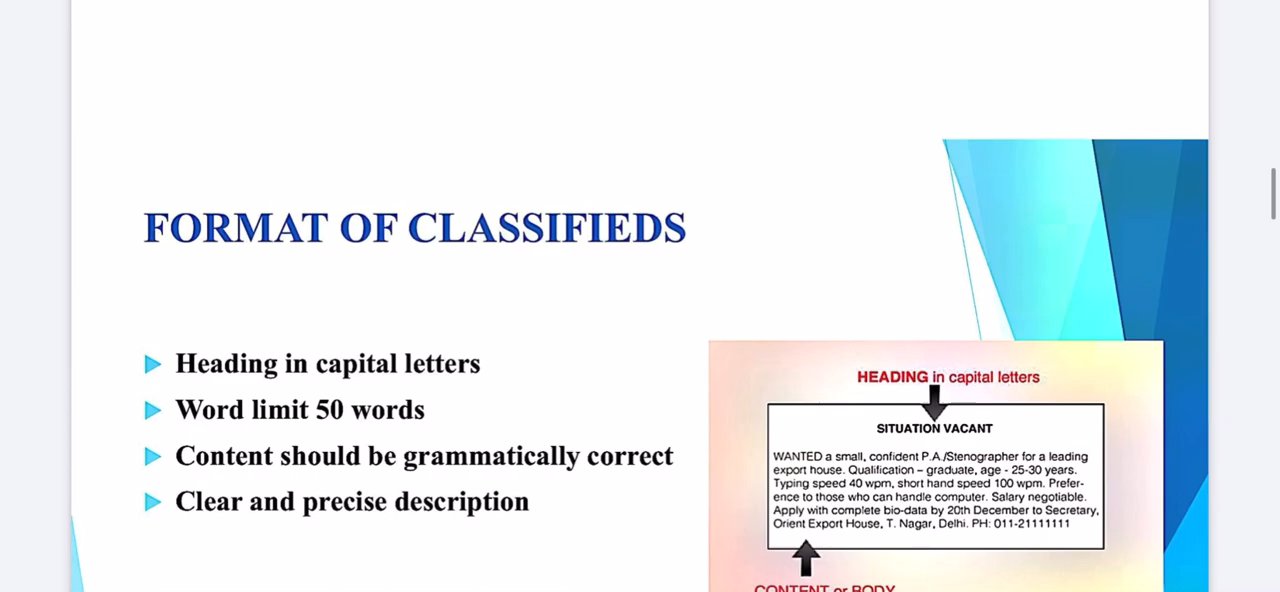 FORMAT OF CLASSIFIEDS
Heading in capital letters
Word limit 50 words
Content should be grammatically correct
Clear and precise description
HEADING in capital letters
SITUATION VACANT
WANTED a small, confident P.A./Stenographer for a leading
export house. Qualification – graduate, age - 25-30 years.
Typing speed 40 wpm, short hand speed 100 wpm. Prefer-
ence to those who can handle computer. Salary negotiable.
Apply with complete bio-data by 20th December to Secretary,
Orient Export House, T. Nagar, Delhi. PH: 011-21111111
CONTENT or BODY